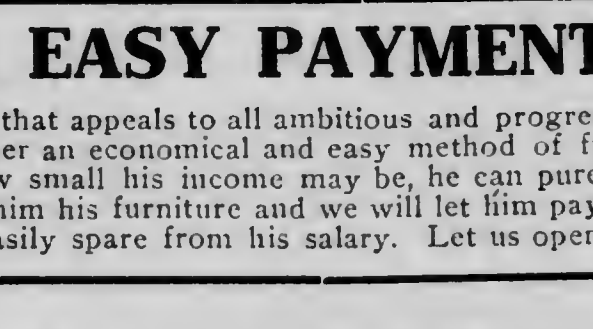 EASY PAYMENT
that appeals to all ambitious and progre
er an economical and easy method of f
small his income may be, he can purc
him his furniture and we will let him pay
asily spare from his salary. Let us open